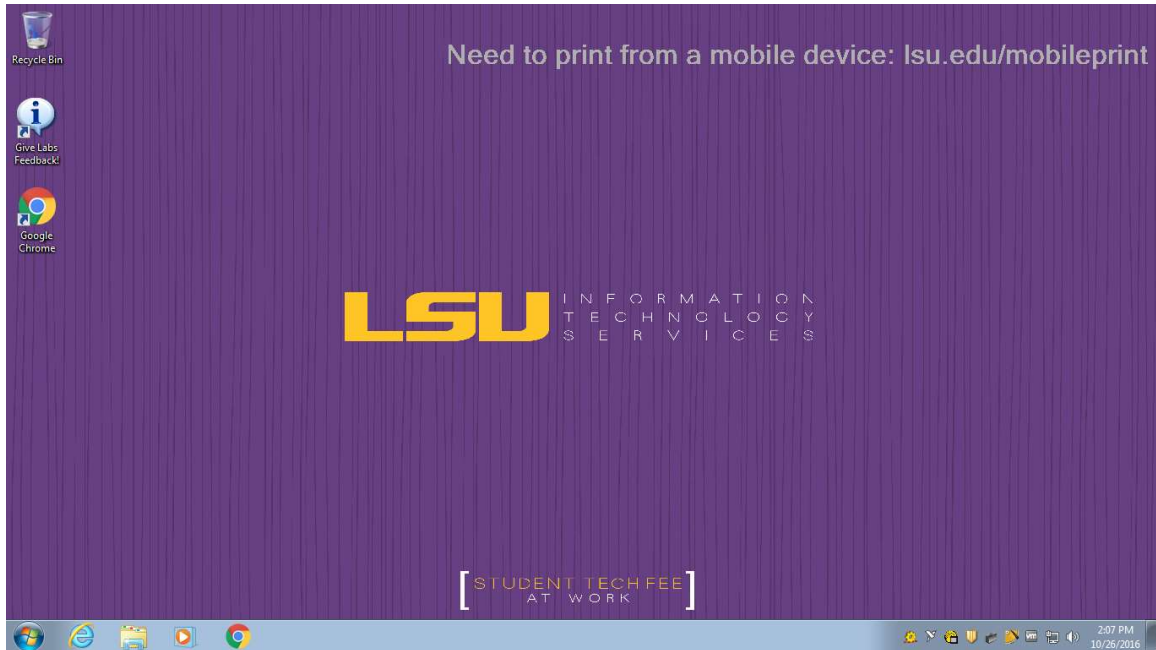 Recycle Bin
Need to print from a mobile device: lsu.edu/mobileprint
Give Labs
Feedback!
Google
Chrome
LSU
INFORMATION
TECHNOLOGY
SERVICES
[STUDENT TECH FEE]
AT WORK
2:07 PM
10/26/2016